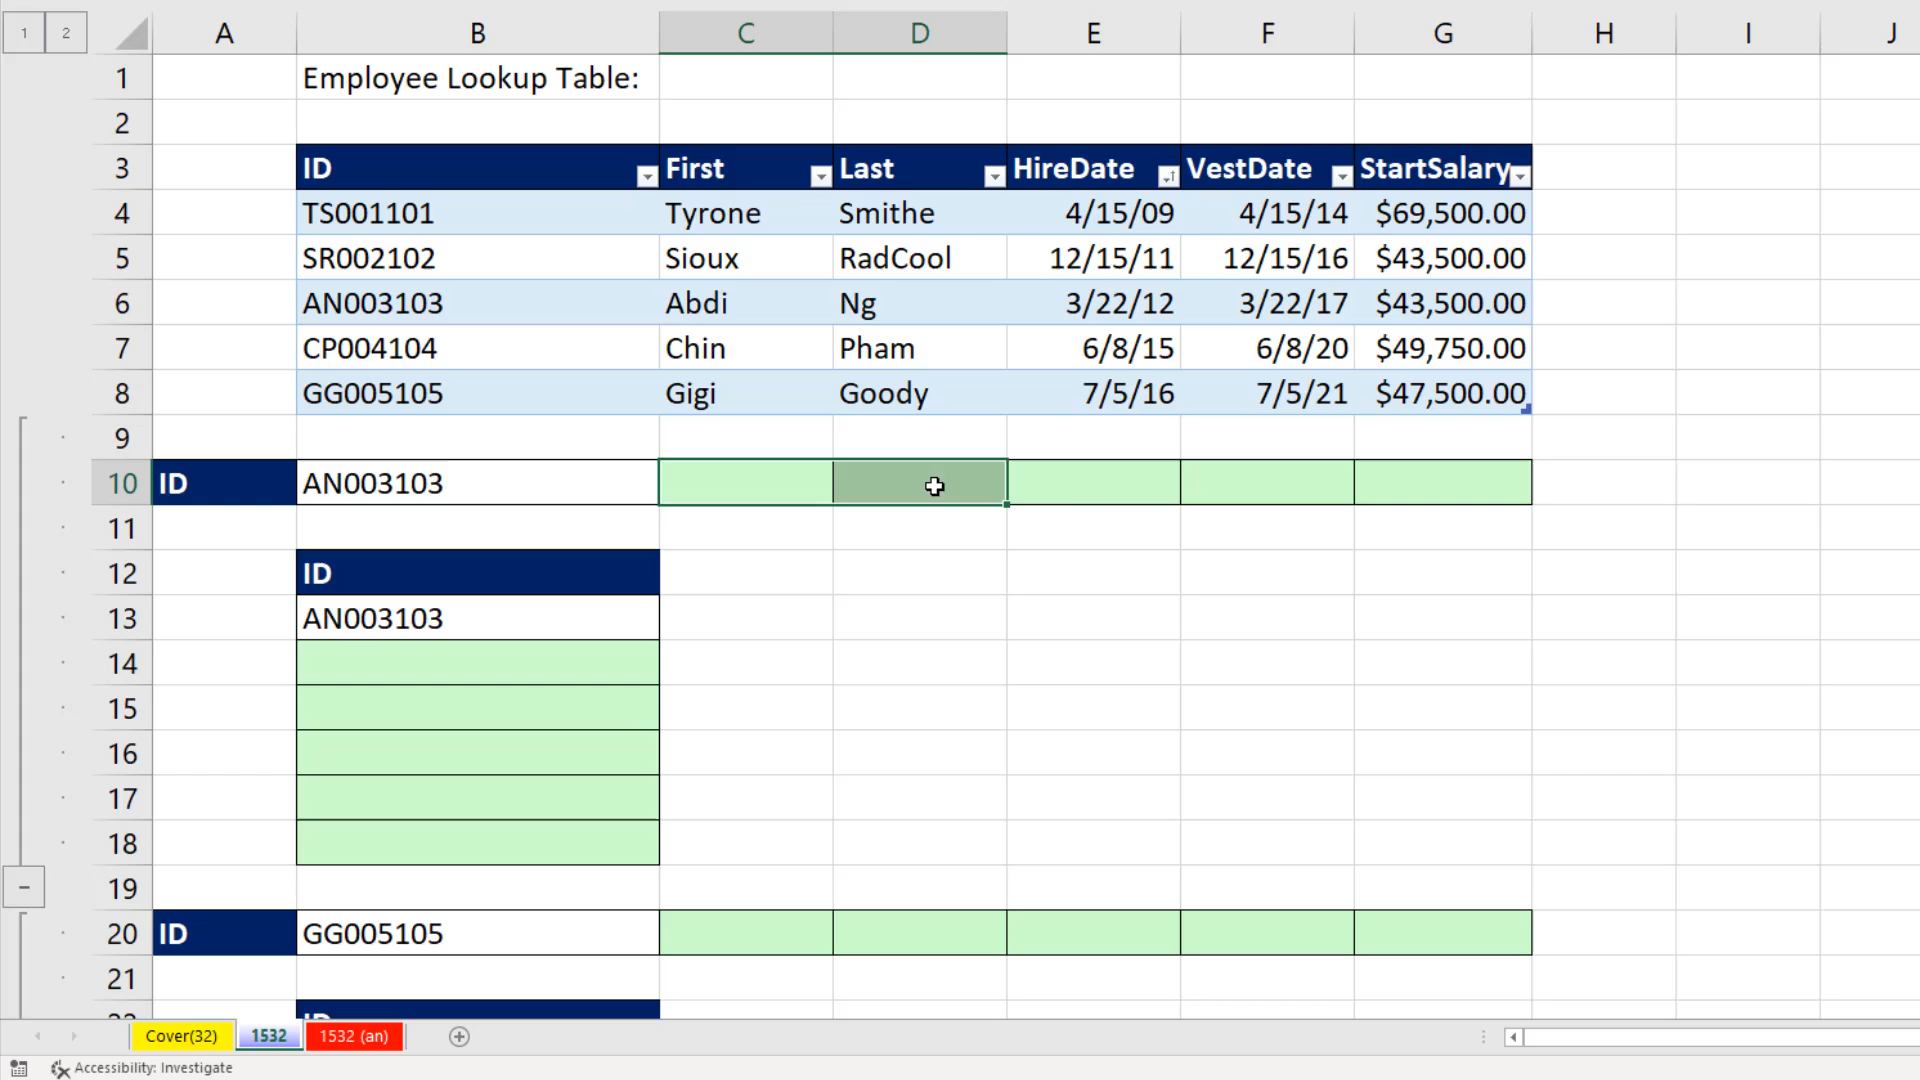 1 2 A B C D E F G H I J
1 Employee Lookup Table:
2
3 ID First Last HireDate VestDate StartSalary
4 TS001101 Tyrone Smithe 4/15/09 4/15/14 $69,500.00
5 SR002102 Sioux RadCool 12/15/11 12/15/16 $43,500.00
6 AN003103 Abdi Ng 3/22/12 3/22/17 $43,500.00
7 CP004104 Chin Pham 6/8/15 6/8/20 $49,750.00
8 GG005105 Gigi Goody 7/5/16 7/5/21 $47,500.00
9
10 ID AN003103
11
12 ID
13 AN003103
14
15
16
17
18
19
20 ID GG005105
21
22 ID
Cover(32) 1532 1532 (an)
Accessibility: Investigate